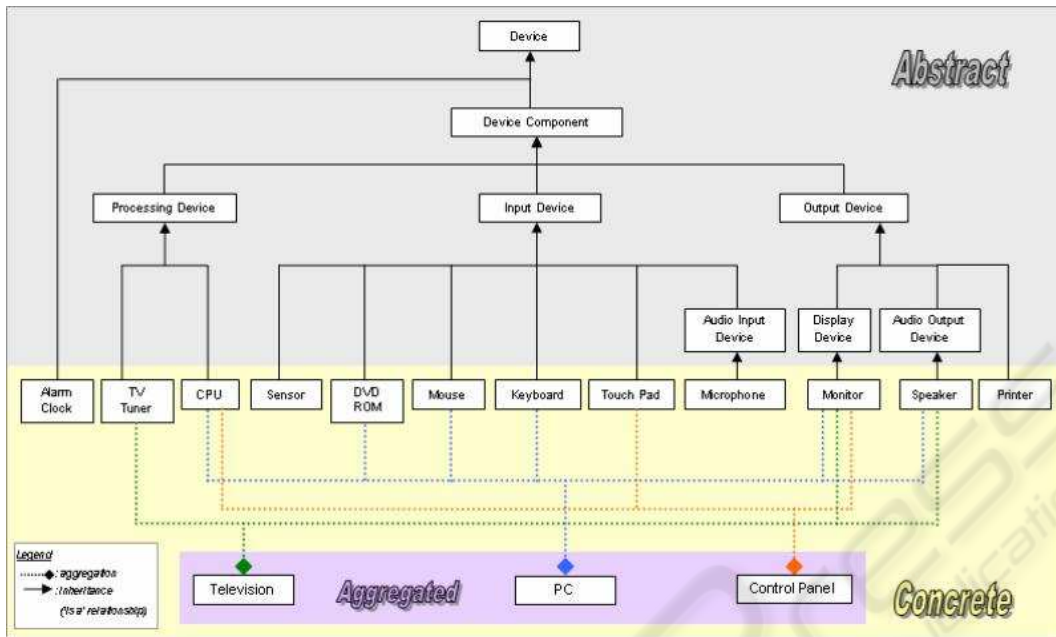 Device
Abstract
Device Component
Processing Device
Input Device
Output Device
Audio Input
Device
Display
Device
Audio Output
Device
Alarm
Clock
TV
Tuner
CPU
Sensor
DVD
ROM
Mouse
Keyboard
Touch Pad
Microphone
Monitor
Speaker
Printer
Legend
: aggregation
: Inheritance
('Is a' relationship)
Television
Aggregated
PC
Control Panel
Concrete